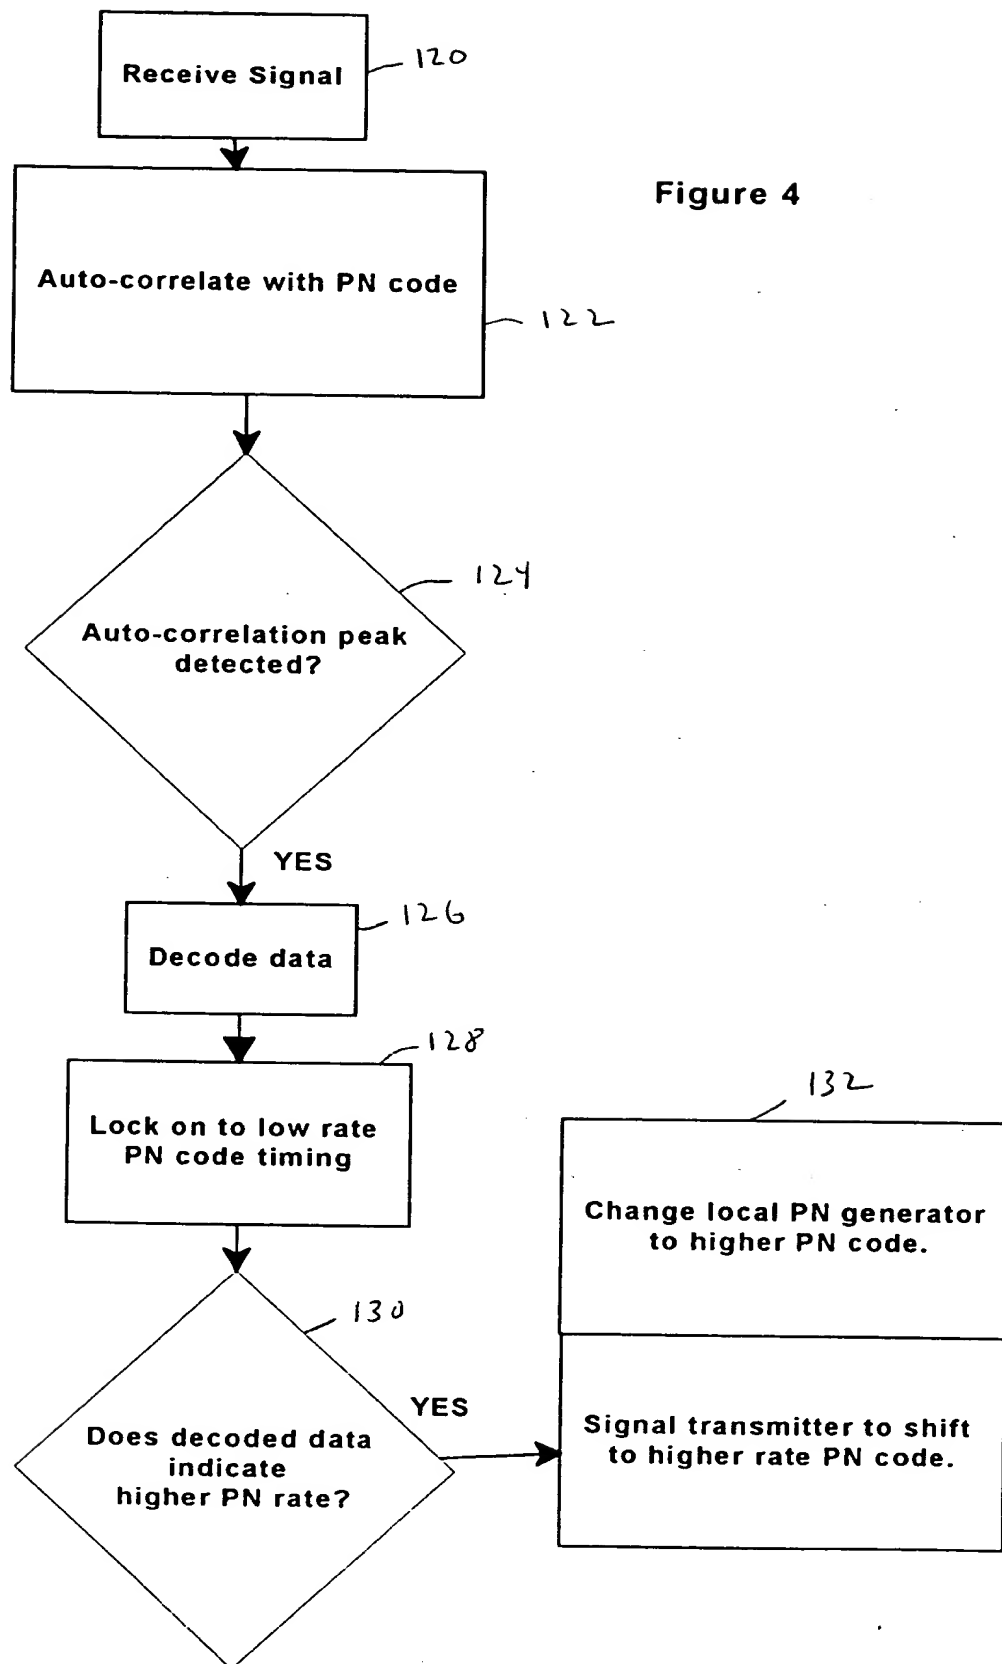 Receive Signal
120
Figure 4
Auto-correlate with PN code
122
124
Auto-correlation peak
detected?
YES
126
Decode data
128
Lock on to low rate
PN code timing
132
Change local PN generator
to higher PN code.
130
YES
Does decoded data
indicate
higher PN rate?
Signal transmitter to shift
to higher rate PN code.